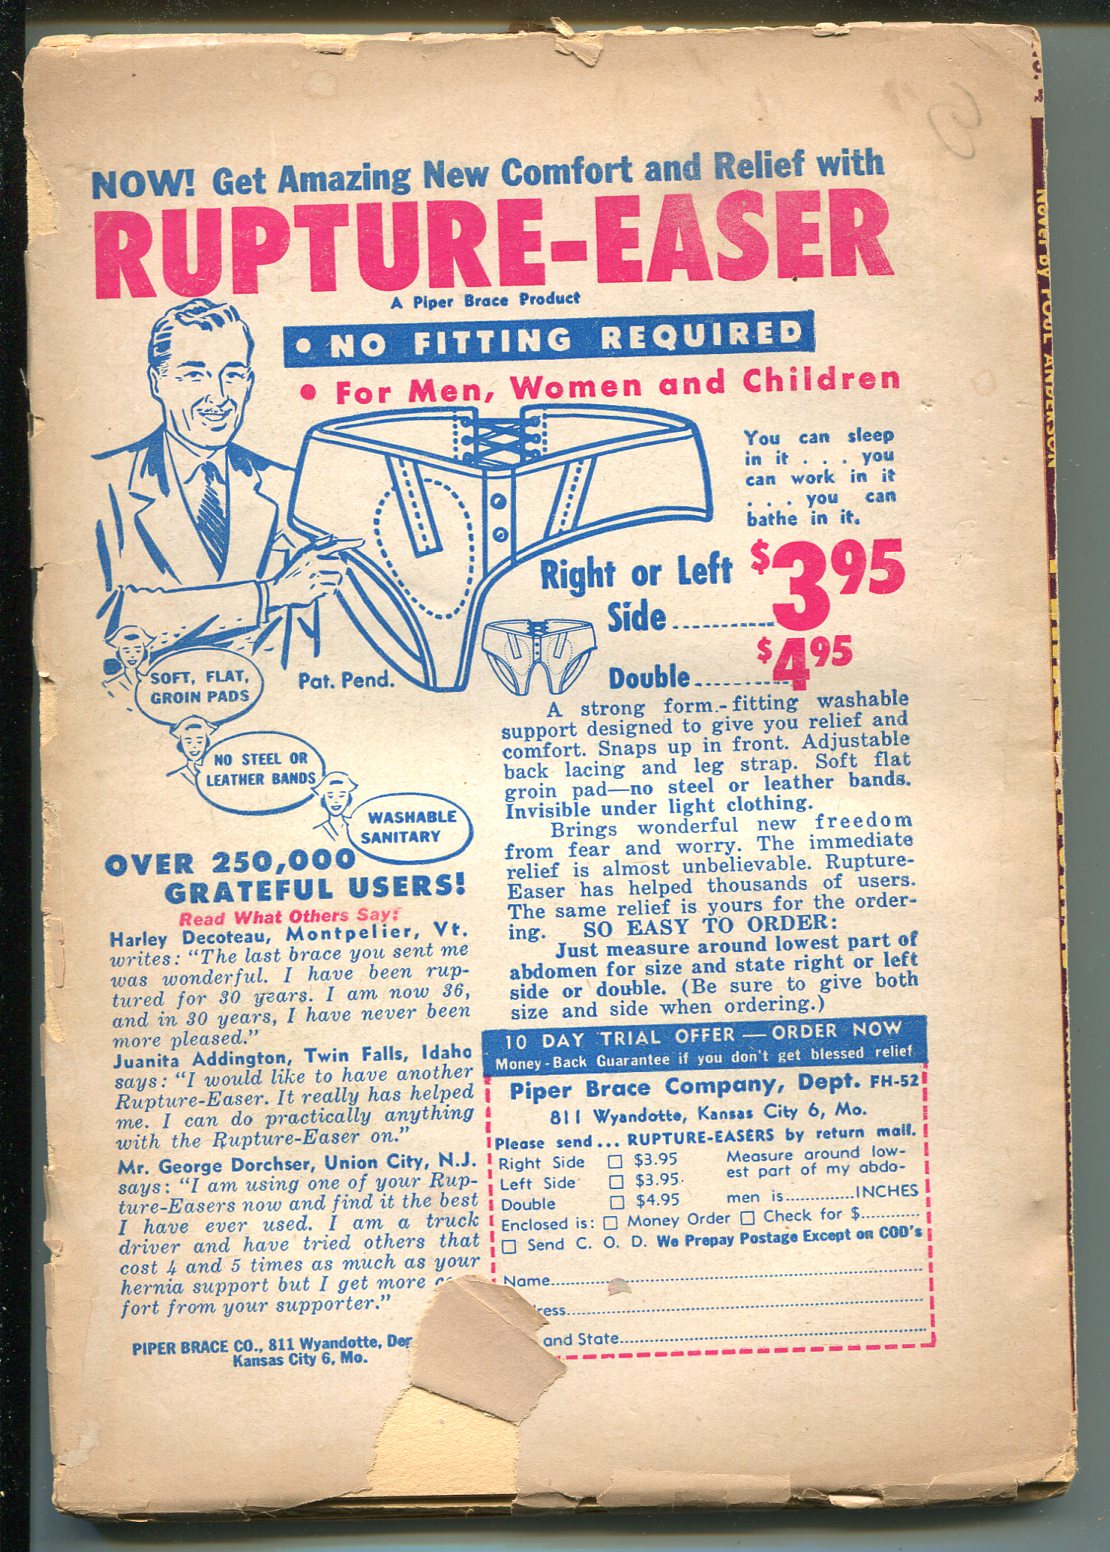 NOW! Get Amazing New Comfort and Relief with
RUPTURE-EASER
A Piper Brace Product
• NO FITTING REQUIRED
• For Men, Women and Children
You can sleep
in it . . . you
can work in it
. . . you can
bathe in it.
Right or Left
Side.......... $3.95
Double......... $4.95
Pat. Pend.
SOFT, FLAT,
GROIN PADS
NO STEEL OR
LEATHER BANDS
WASHABLE
SANITARY
OVER 250,000
GRATEFUL USERS!
Read What Others Say:
Harley Decoteau, Montpelier, Vt.
writes: "The last brace you sent me
was wonderful. I have been rup-
tured for 30 years. I am now 36,
and in 30 years, I have never been
more pleased."
Juanita Addington, Twin Falls, Idaho
says: "I would like to have another
Rupture-Easer. It really has helped
me. I can do practically anything
with the Rupture-Easer on."
Mr. George Dorchser, Union City, N.J.
says: "I am using one of your Rup-
ture-Easers now and find it the best
I have ever used. I am a truck
driver and have tried others that
cost 4 and 5 times as much as your
hernia support but I get more
fort from your supporter."
PIPER BRACE CO., 811 Wyandotte, De
Kansas City 6, Mo.
A strong form-fitting washable
support designed to give you relief and
comfort. Snaps up in front. Adjustable
back lacing and leg strap. Soft flat
groin pad—no steel or leather bands.
Invisible under light clothing.
Brings wonderful new freedom
from fear and worry. The immediate
relief is almost unbelievable. Rupture-
Easer has helped thousands of users.
The same relief is yours for the order-
ing. SO EASY TO ORDER:
Just measure around lowest part of
abdomen for size and state right or left
side or double. (Be sure to give both
size and side when ordering.)
10 DAY TRIAL OFFER — ORDER NOW
Money-Back Guarantee if you don't get blessed relief
Piper Brace Company, Dept. FH-52
811 Wyandotte, Kansas City 6, Mo.
Please send... RUPTURE-EASERS by return mail.
Right Side □ $3.95 Measure around low-
Left Side □ $3.95. est part of my abdo-
Double □ $4.95 men is............INCHES
Enclosed is: □ Money Order □ Check for $...........
□ Send C. O. D. We Prepay Postage Except on COD's
Name..........
ress..........
and State..........
Novel by POUL ANDERSON